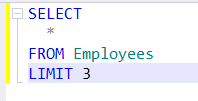 SELECT
*
FROM Employees
LIMIT 3